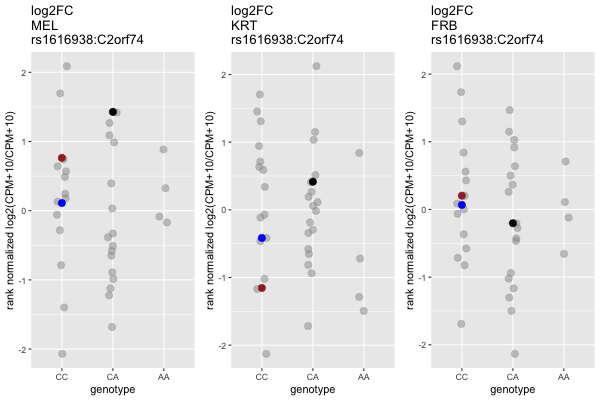 log2FC
MEL
rs1616938:C2orf74
rank normalized log2(CPM+10/CPM+10)
2
1
0
-1
-2
CC
CA
AA
genotype
log2FC
KRT
rs1616938:C2orf74
rank normalized log2(CPM+10/CPM+10)
2
1
0
-1
-2
CC
CA
AA
genotype
log2FC
FRB
rs1616938:C2orf74
rank normalized log2(CPM+10/CPM+10)
2
1
0
-1
-2
CC
CA
AA
genotype